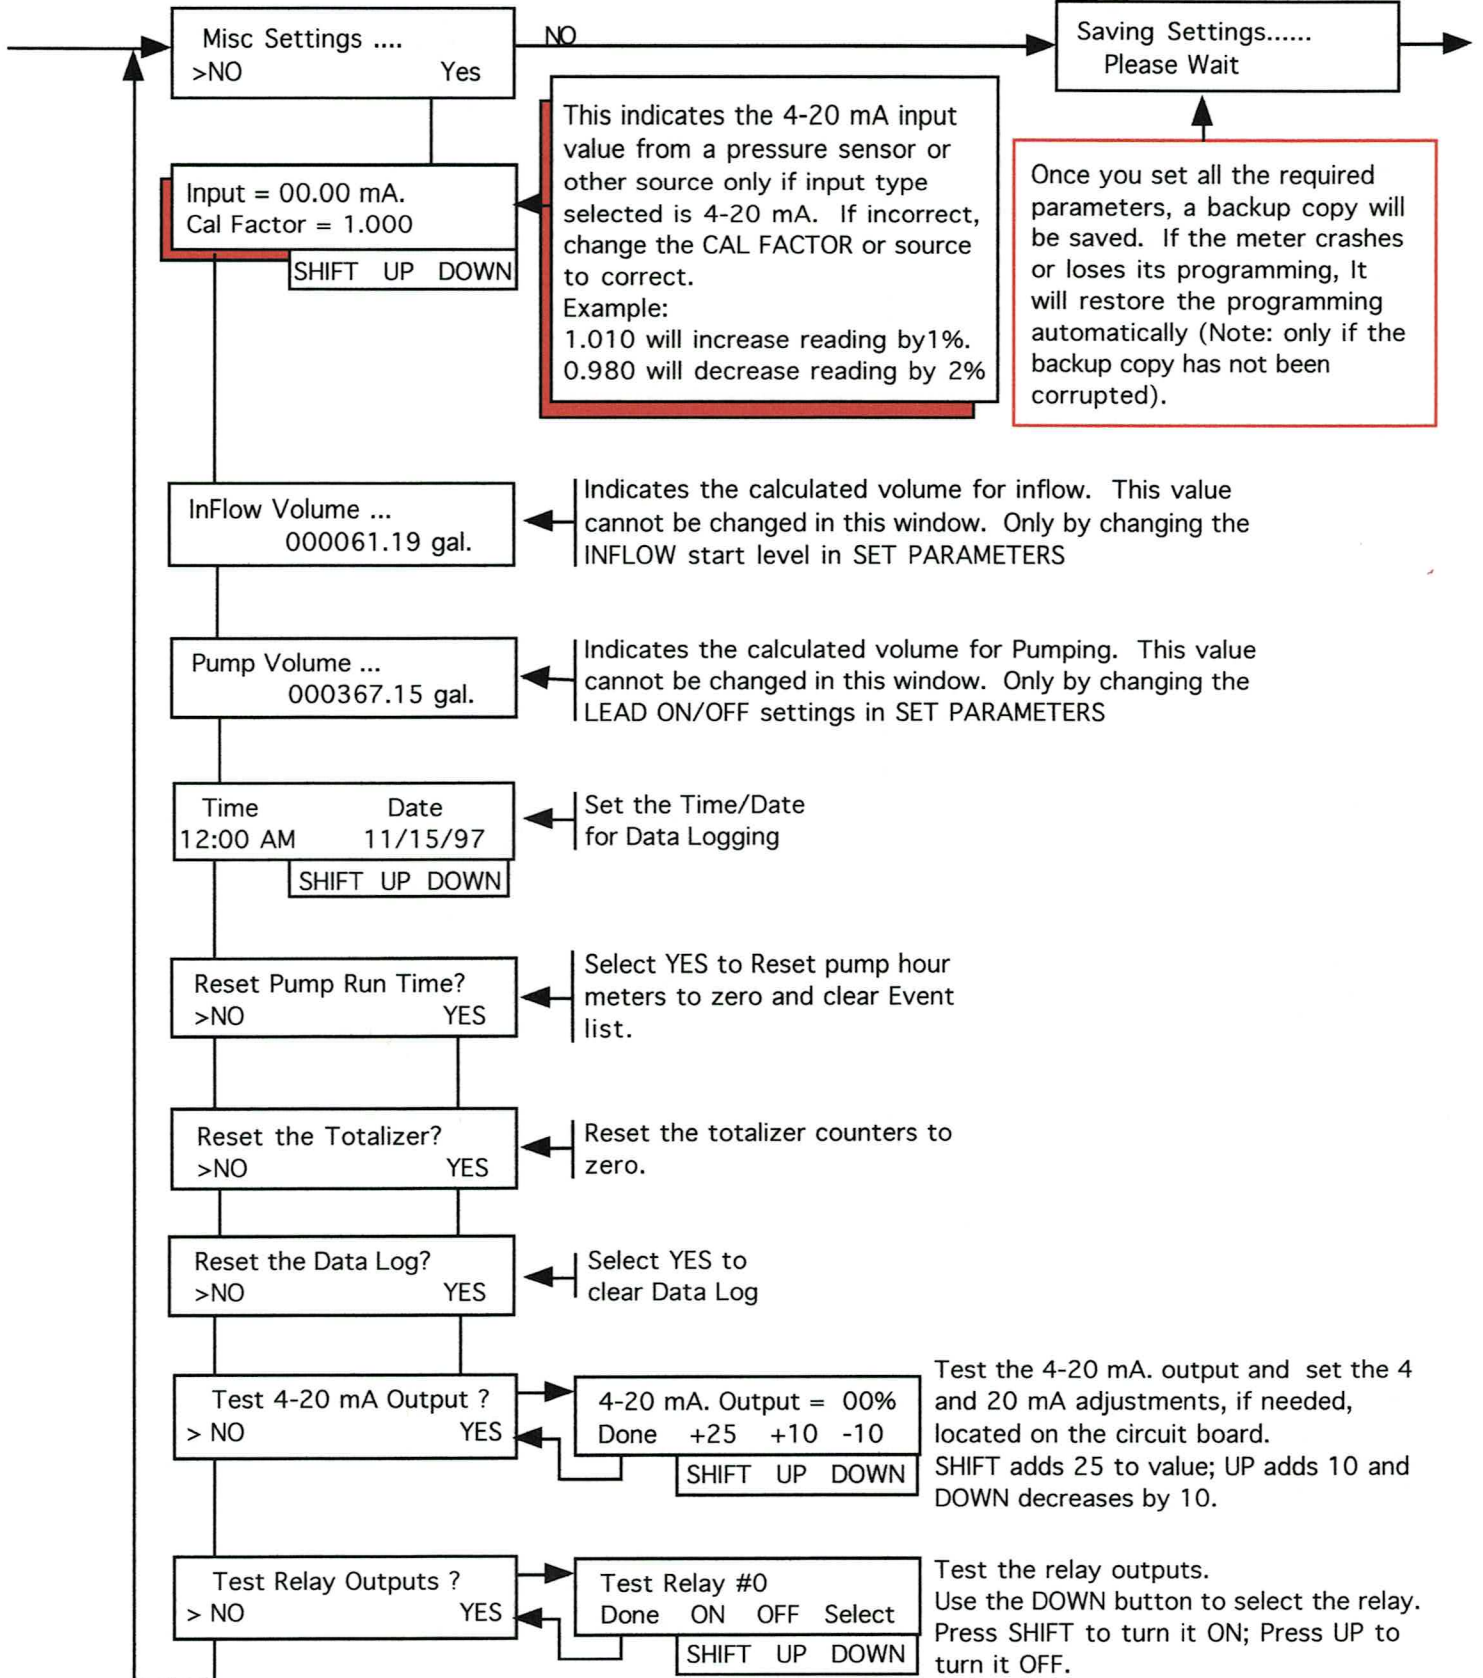 Misc Settings ....
>NO Yes
NO
Saving Settings......
Please Wait
Input = 00.00 mA.
Cal Factor = 1.000
SHIFT UP DOWN
This indicates the 4-20 mA input
value from a pressure sensor or
other source only if input type
selected is 4-20 mA. If incorrect,
change the CAL FACTOR or source
to correct.
Example:
1.010 will increase reading by1%.
0.980 will decrease reading by 2%
Once you set all the required
parameters, a backup copy will
be saved. If the meter crashes
or loses its programming, It
will restore the programming
automatically (Note: only if the
backup copy has not been
corrupted).
InFlow Volume ...
000061.19 gal.
Indicates the calculated volume for inflow. This value
cannot be changed in this window. Only by changing the
INFLOW start level in SET PARAMETERS
Pump Volume ...
000367.15 gal.
Indicates the calculated volume for Pumping. This value
cannot be changed in this window. Only by changing the
LEAD ON/OFF settings in SET PARAMETERS
Time Date
12:00 AM 11/15/97
SHIFT UP DOWN
Set the Time/Date
for Data Logging
Reset Pump Run Time?
>NO YES
Select YES to Reset pump hour
meters to zero and clear Event
list.
Reset the Totalizer?
>NO YES
Reset the totalizer counters to
zero.
Reset the Data Log?
>NO YES
Select YES to
clear Data Log
Test 4-20 mA Output ?
> NO YES
4-20 mA. Output = 00%
Done +25 +10 -10
SHIFT UP DOWN
Test the 4-20 mA. output and set the 4
and 20 mA adjustments, if needed,
located on the circuit board.
SHIFT adds 25 to value; UP adds 10 and
DOWN decreases by 10.
Test Relay Outputs ?
> NO YES
Test Relay #0
Done ON OFF Select
SHIFT UP DOWN
Test the relay outputs.
Use the DOWN button to select the relay.
Press SHIFT to turn it ON; Press UP to
turn it OFF.